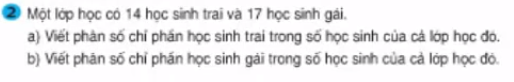 2 Một lớp học có 14 học sinh trai và 17 học sinh gái.
a) Viết phân số chỉ phần học sinh trai trong số học sinh của cả lớp học đó.
b) Viết phân số chỉ phần học sinh gái trong số học sinh của cả lớp học đó.